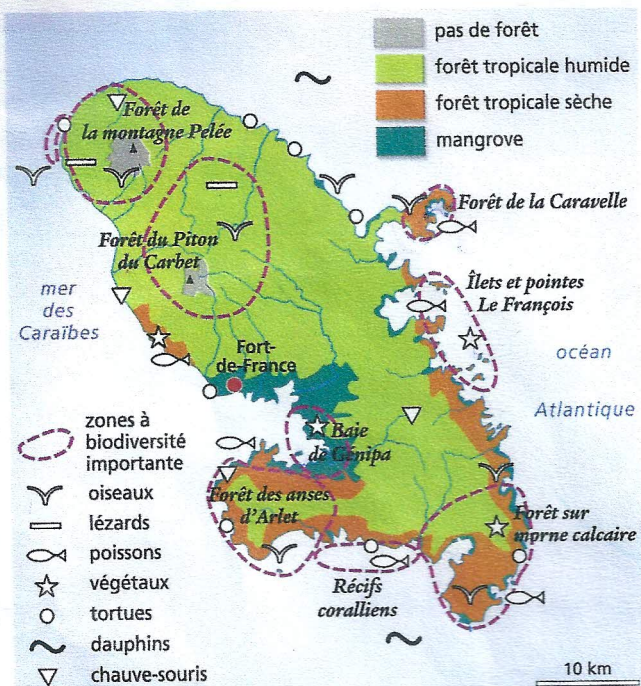 pas de forêt
forêt tropicale humide
forêt tropicale sèche
mangrove
Forêt de
la montagne Pelée
Forêt de la Caravelle
Forêt du Piton
du Carbet
Îlets et pointes
Le François
mer
des
Caraïbes
Fort-
de-France
océan
Atlantique
zones à
biodiversité
importante
Baie
de Génipa
oiseaux
Forêt des anses
d'Arlet
Forêt sur
morne calcaire
lézards
poissons
végétaux
Récifs
coralliens
tortues
dauphins
chauve-souris
10 km